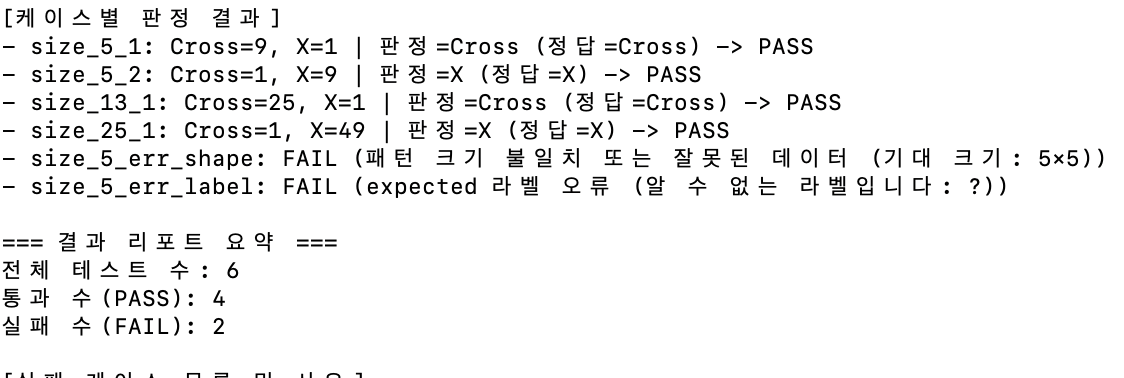 [케이스별 판정 결과]
- size_5_1: Cross=9, X=1 | 판정=Cross (정답=Cross) -> PASS
- size_5_2: Cross=1, X=9 | 판정=X (정답=X) -> PASS
- size_13_1: Cross=25, X=1 | 판정=Cross (정답=Cross) -> PASS
- size_25_1: Cross=1, X=49 | 판정=X (정답=X) -> PASS
- size_5_err_shape: FAIL (패턴 크기 불일치 또는 잘못된 데이터 (기대 크기: 5×5))
- size_5_err_label: FAIL (expected 라벨 오류 (알 수 없는 라벨입니다: ?))
=== 결과 리포트 요약 ===
전체 테스트 수: 6
통과 수(PASS): 4
실패 수(FAIL): 2